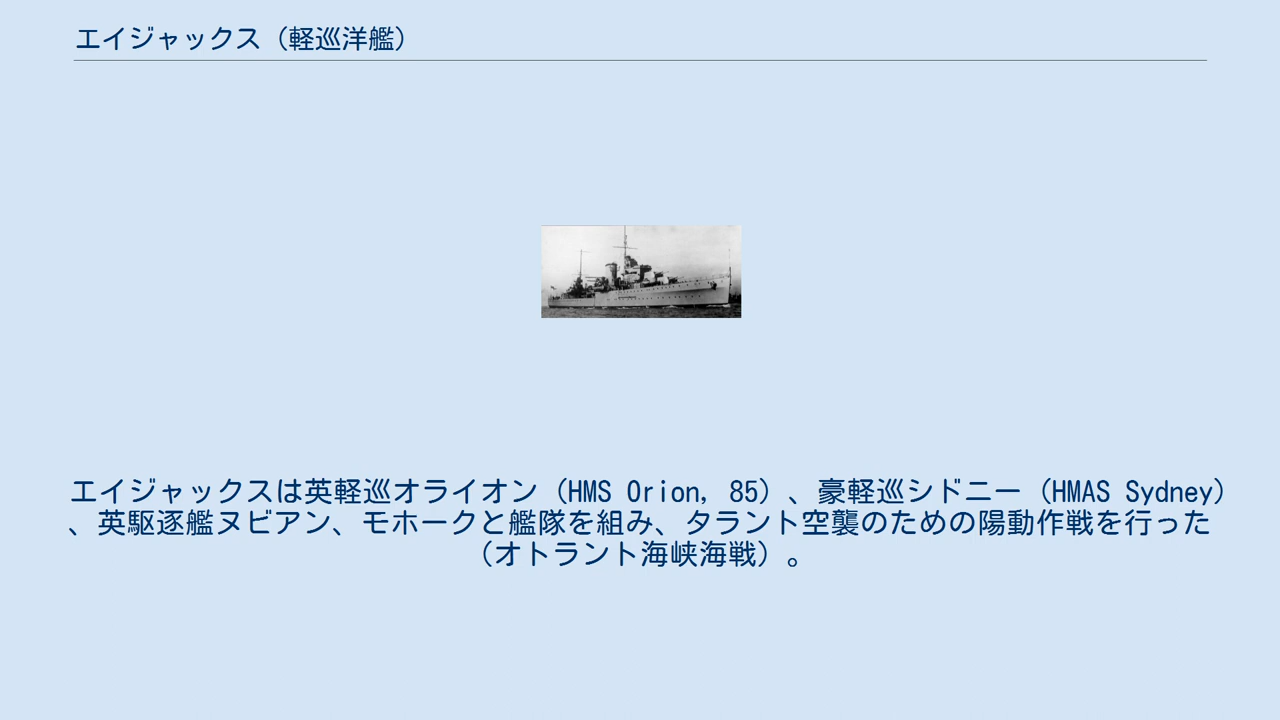 エイジャックス（軽巡洋艦）
エイジャックスは英軽巡オライオン（HMS Orion, 85）、豪軽巡シドニー（HMAS Sydney）
、英駆逐艦ヌビアン、モホークと艦隊を組み、タラント空襲のための陽動作戦を行った
（オトラント海峡海戦）。